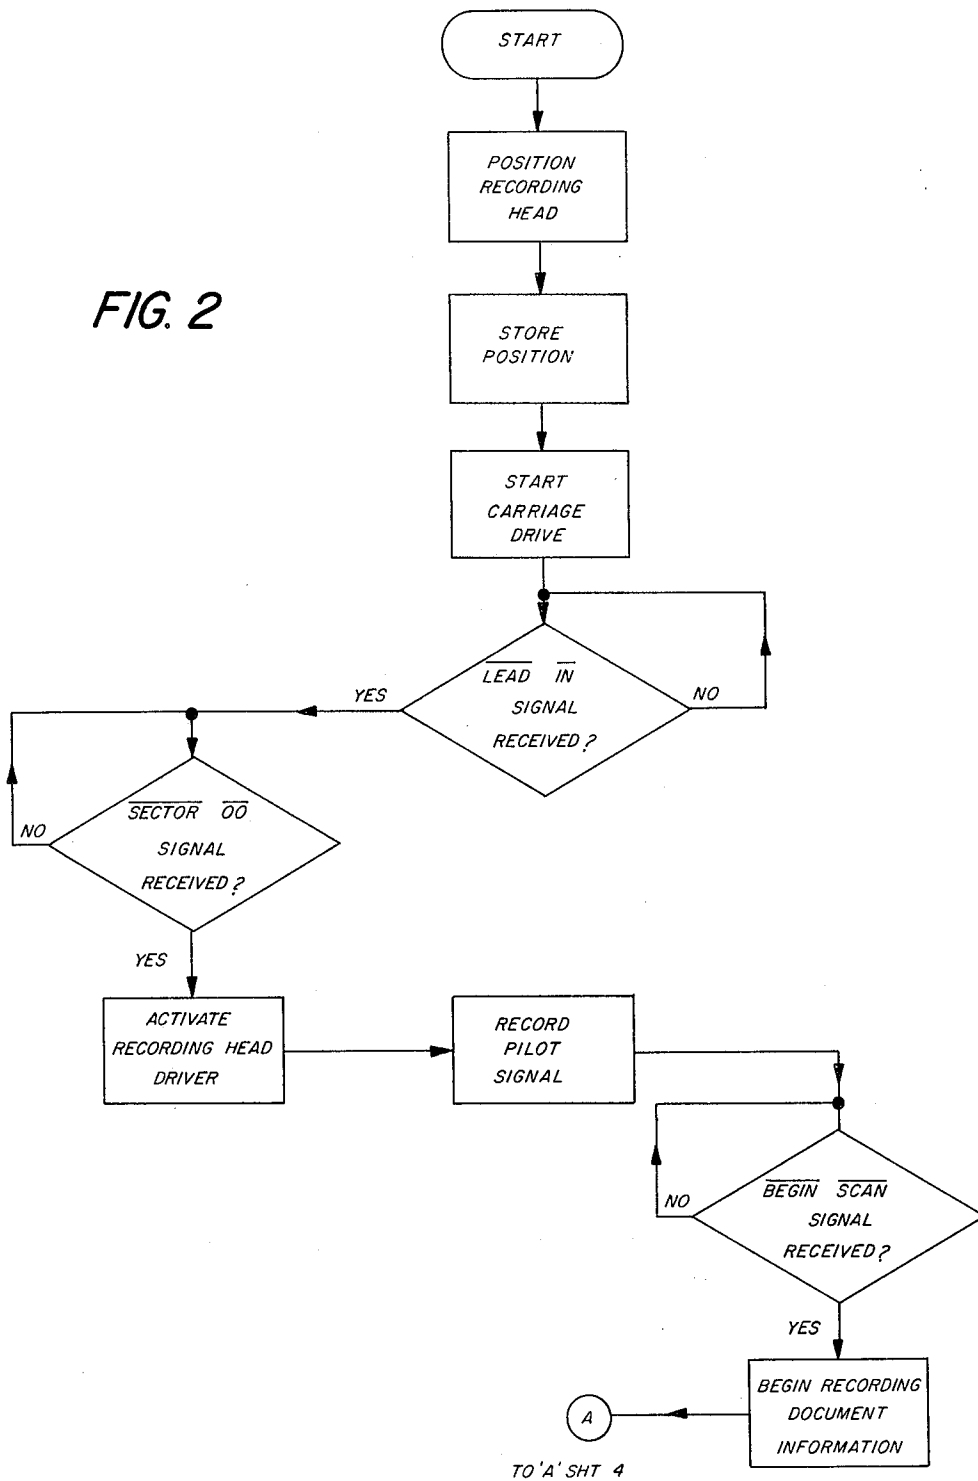 START
POSITION
RECORDING
HEAD
FIG. 2
STORE
POSITION
START
CARRIAGE
DRIVE
LEAD IN
SIGNAL
RECEIVED?
YES
NO
SECTOR 00
SIGNAL
RECEIVED?
NO
YES
ACTIVATE
RECORDING HEAD
DRIVER
RECORD
PILOT
SIGNAL
BEGIN SCAN
SIGNAL
RECEIVED?
NO
YES
BEGIN RECORDING
DOCUMENT
INFORMATION
A
TO 'A' SHT 4